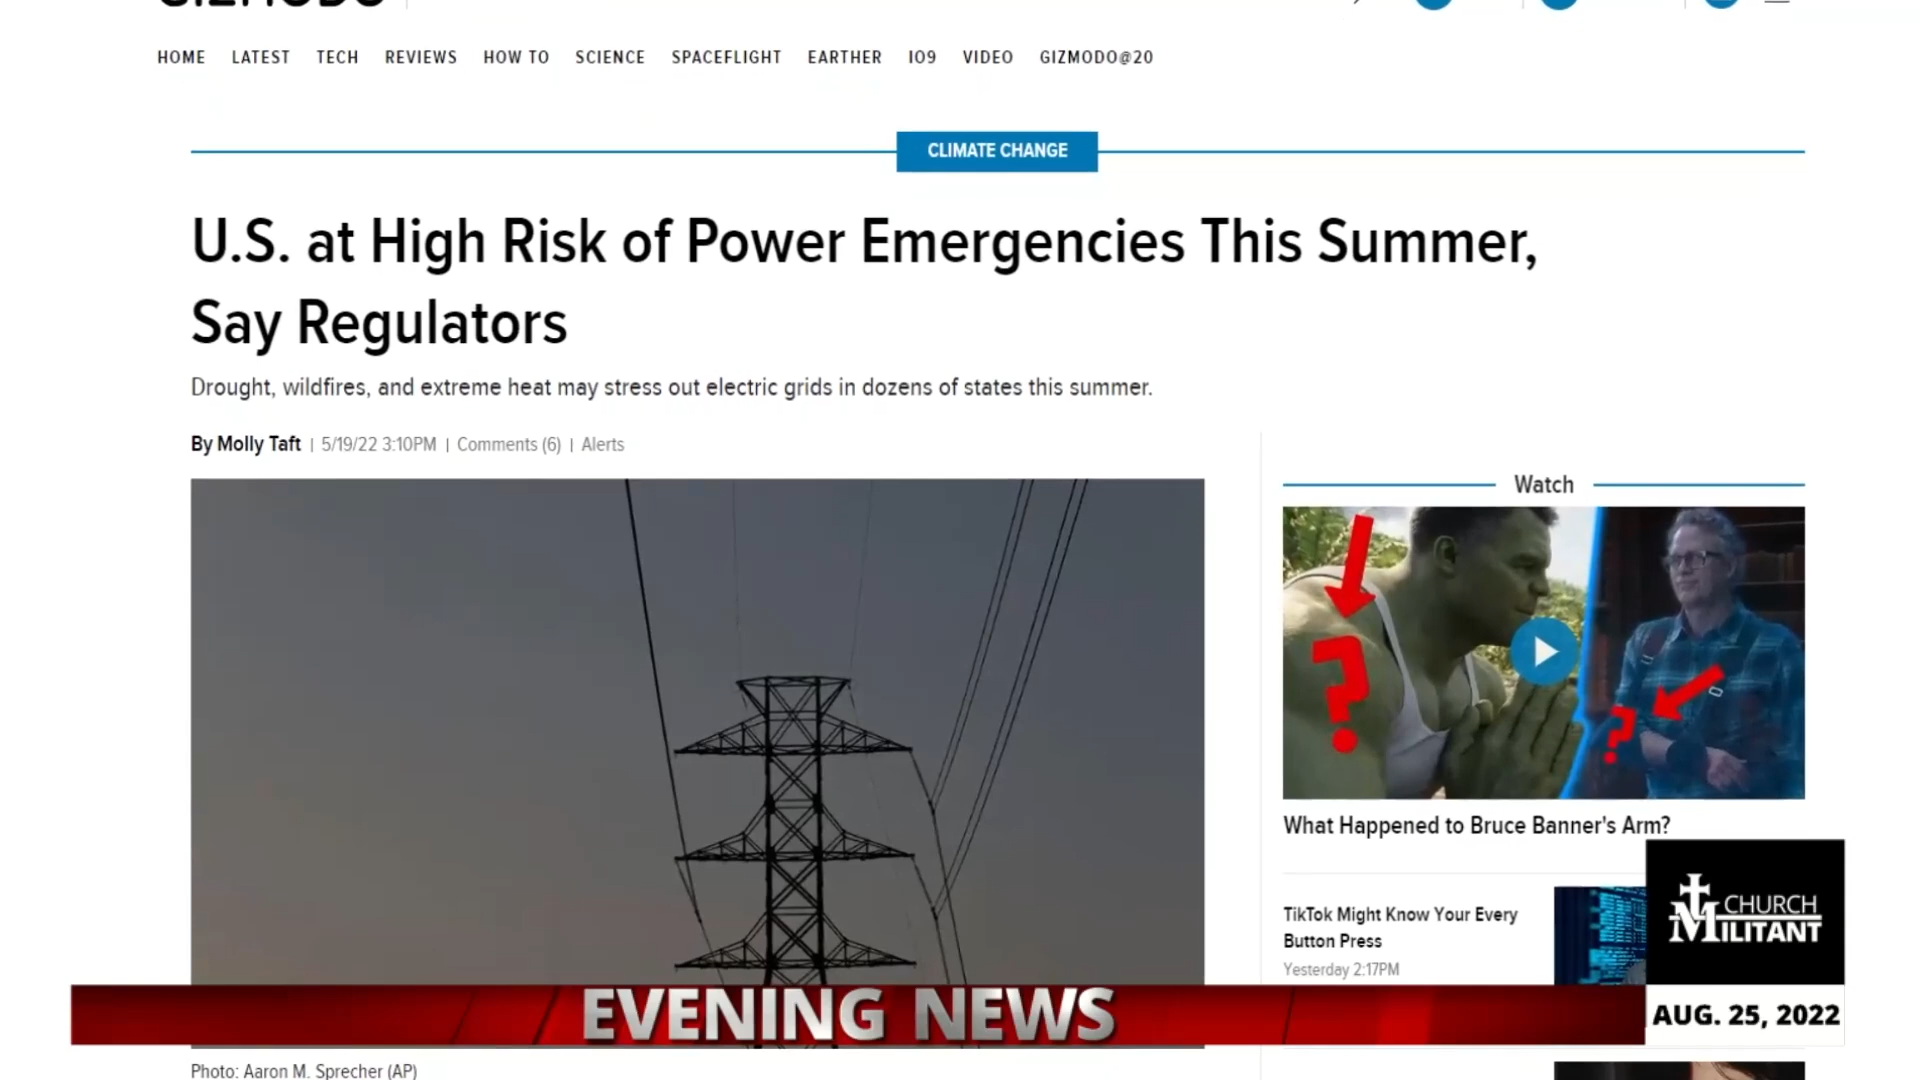 GIZMODO
HOME LATEST TECH REVIEWS HOW TO SCIENCE SPACEFLIGHT EARTHER IO9 VIDEO GIZMODO@20
CLIMATE CHANGE
U.S. at High Risk of Power Emergencies This Summer,
Say Regulators
Drought, wildfires, and extreme heat may stress out electric grids in dozens of states this summer.
By Molly Taft | 5/19/22 3:10PM | Comments (6) | Alerts
Watch
? ?
What Happened to Bruce Banner's Arm?
TikTok Might Know Your Every
Button Press
Yesterday 2:17PM
CHURCH
MILITANT
EVENING NEWS
AUG. 25, 2022
Photo: Aaron M. Sprecher (AP)